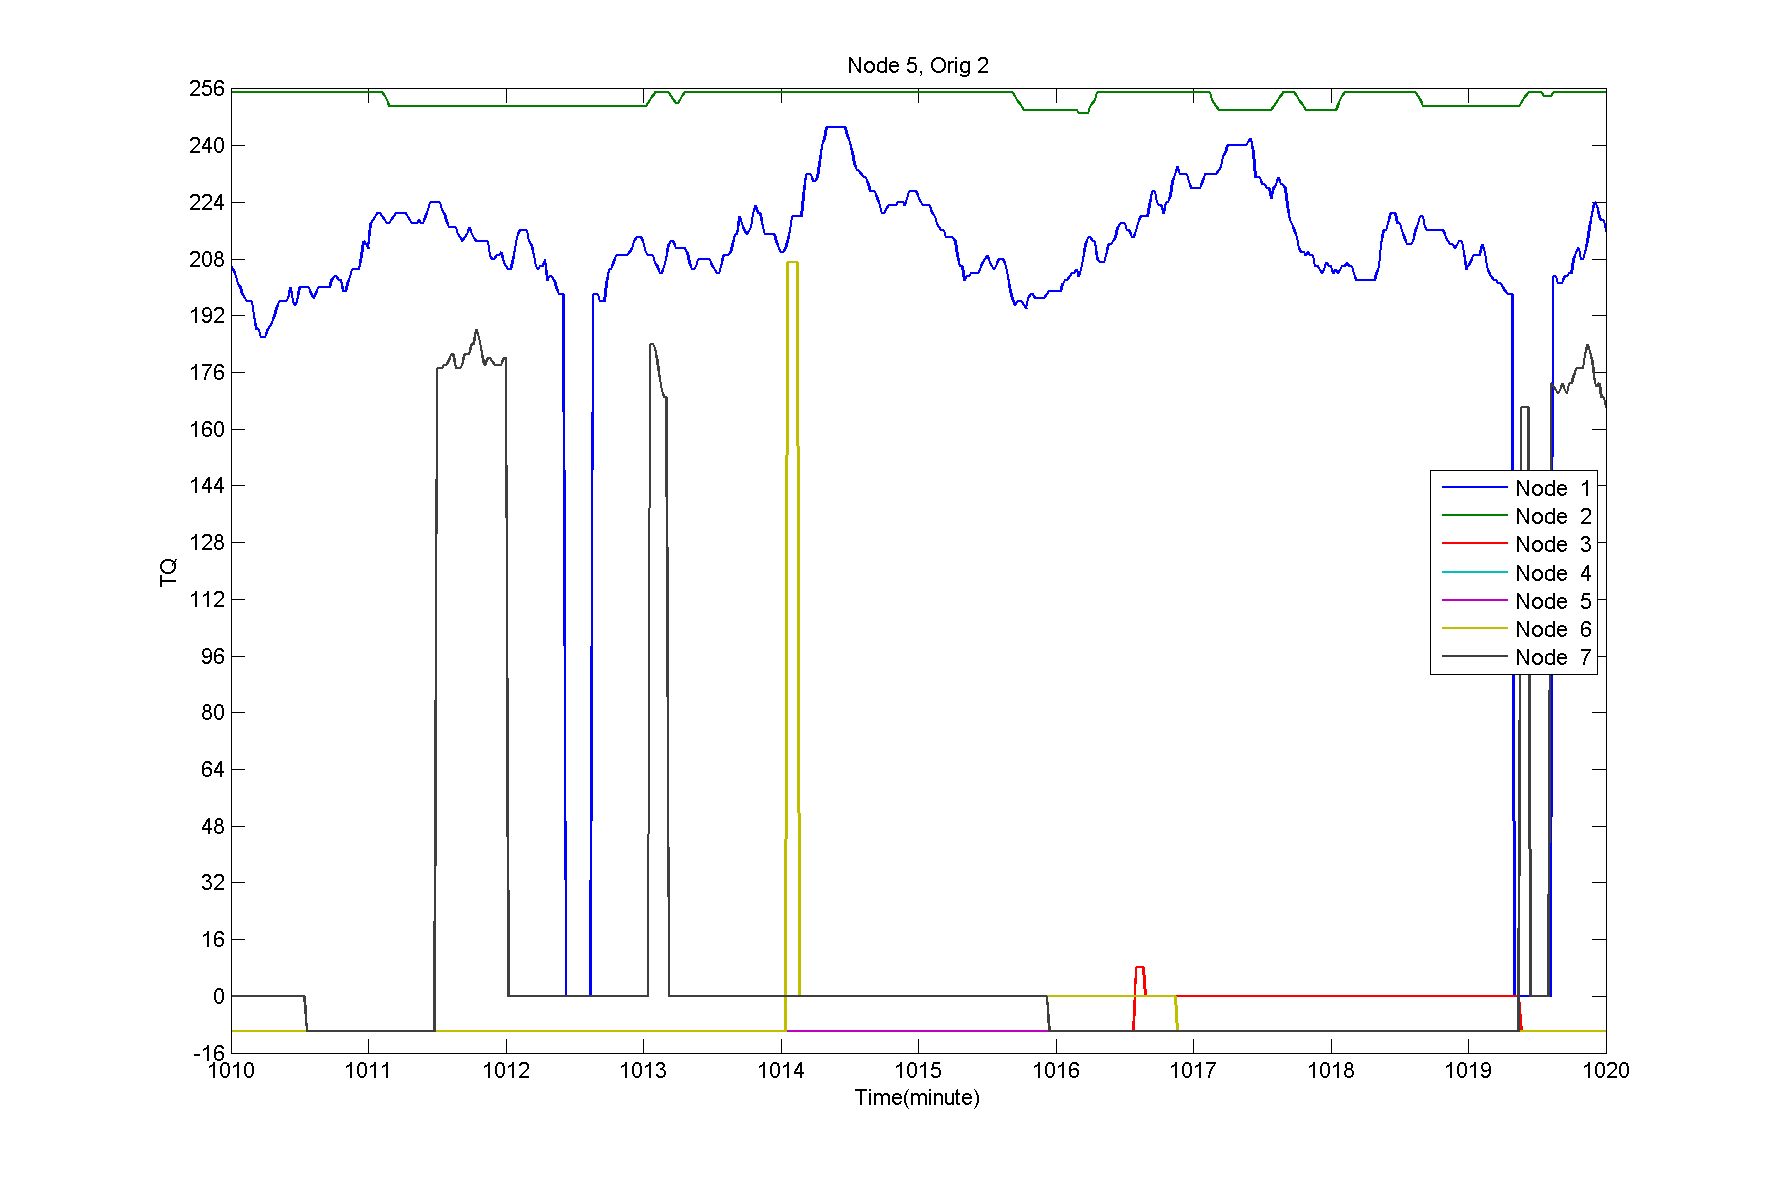 Node 5, Orig 2
256
240
224
208
192
176
160
144
128
112
96
80
64
48
32
16
0
-16
TQ
Node 1
Node 2
Node 3
Node 4
Node 5
Node 6
Node 7
1010 1011 1012 1013 1014 1015 1016 1017 1018 1019 1020
Time(minute)